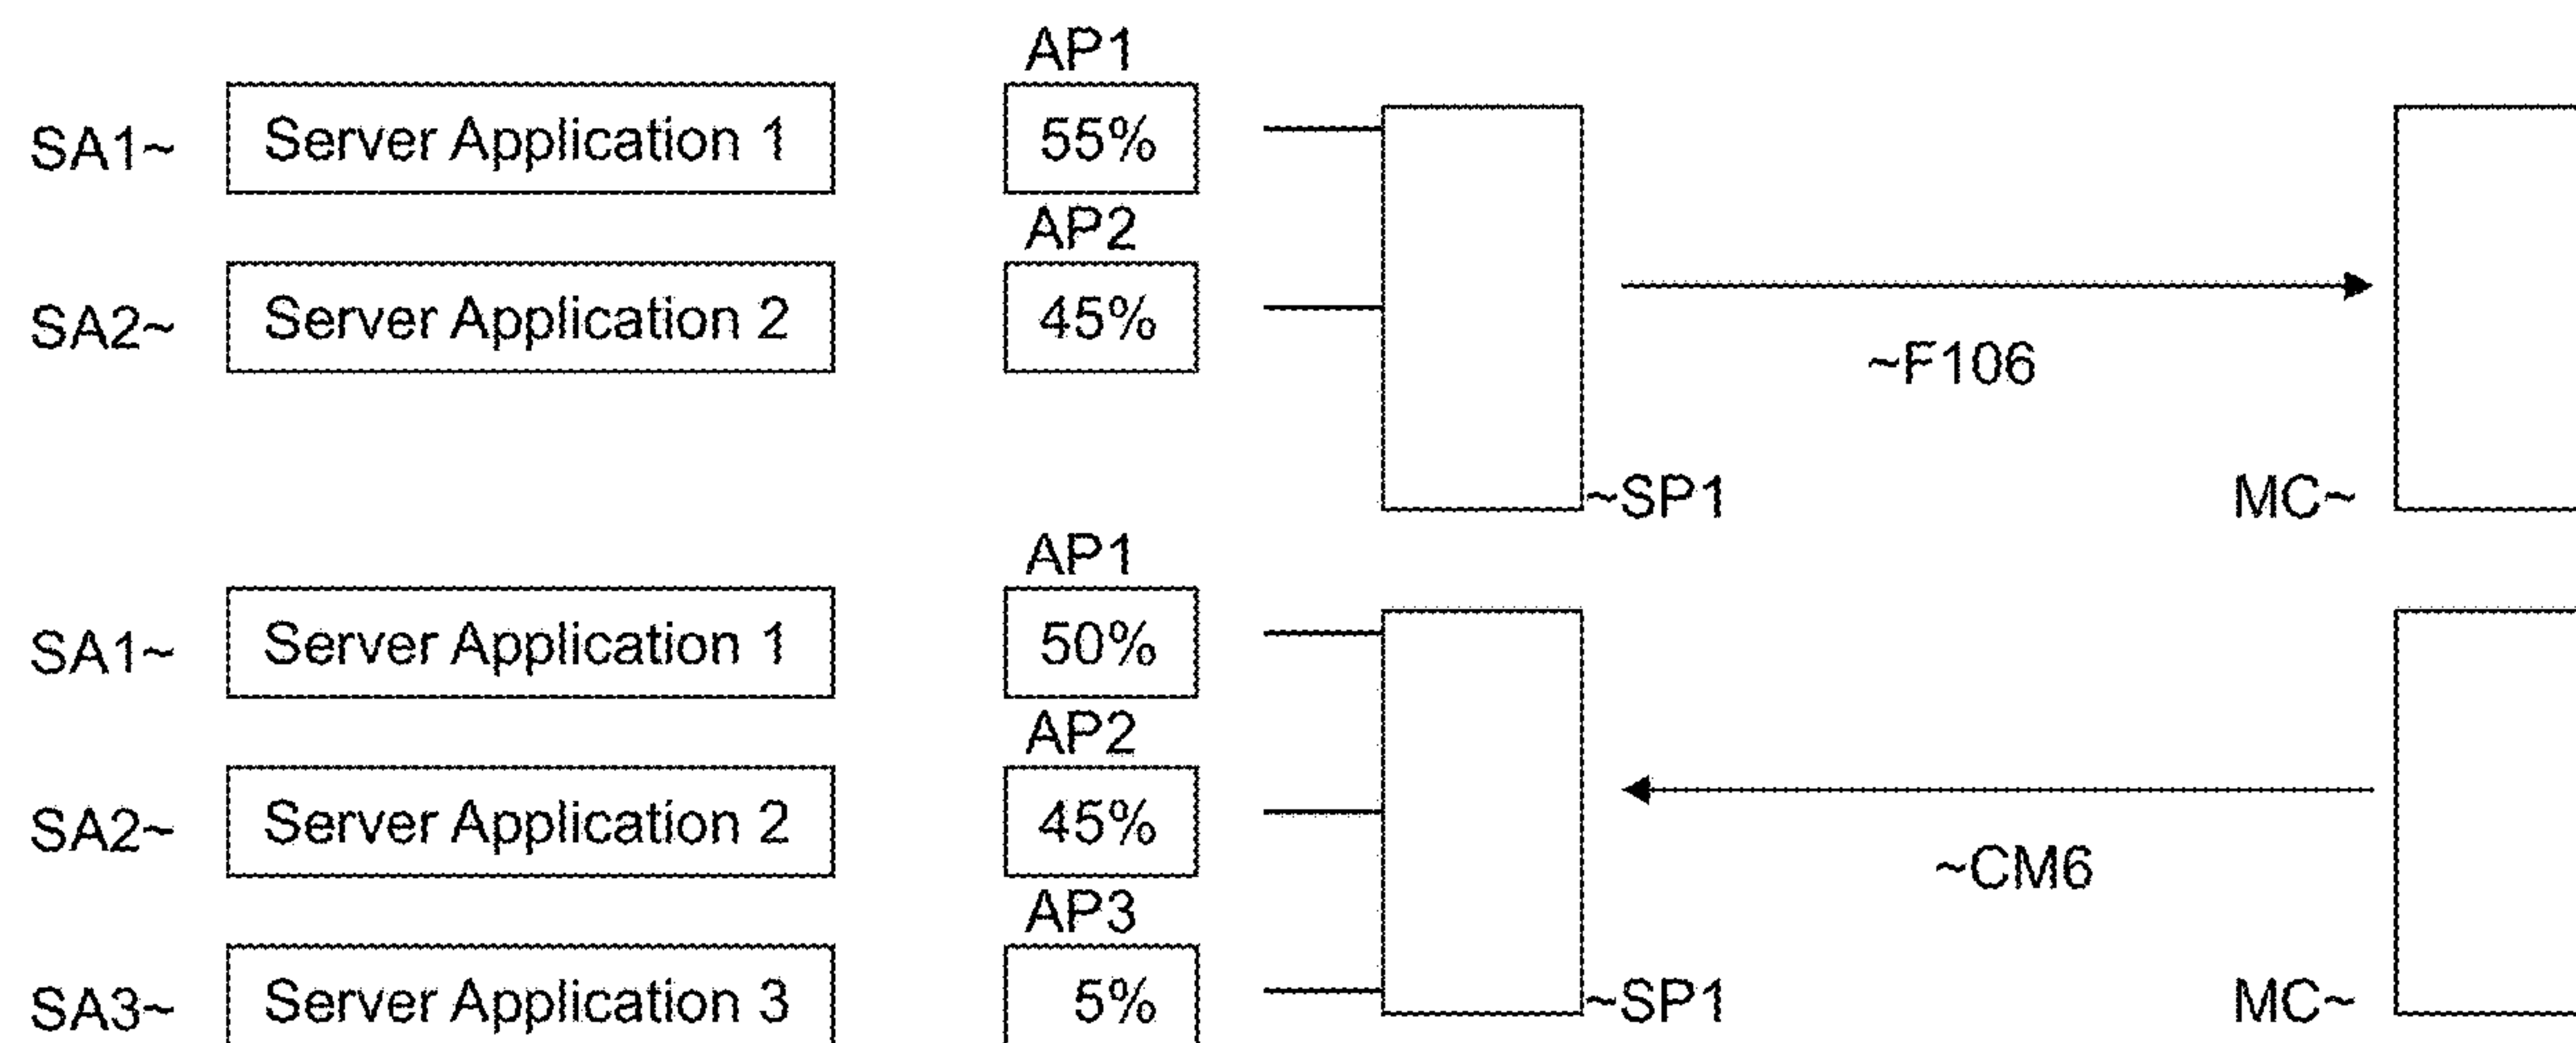 AP1
SA1~ Server Application 1 55%
AP2
SA2~ Server Application 2 45%
~F106
~SP1 MC~
AP1
SA1~ Server Application 1 50%
AP2
SA2~ Server Application 2 45%
~CM6
AP3
SA3~ Server Application 3 5% ~SP1 MC~